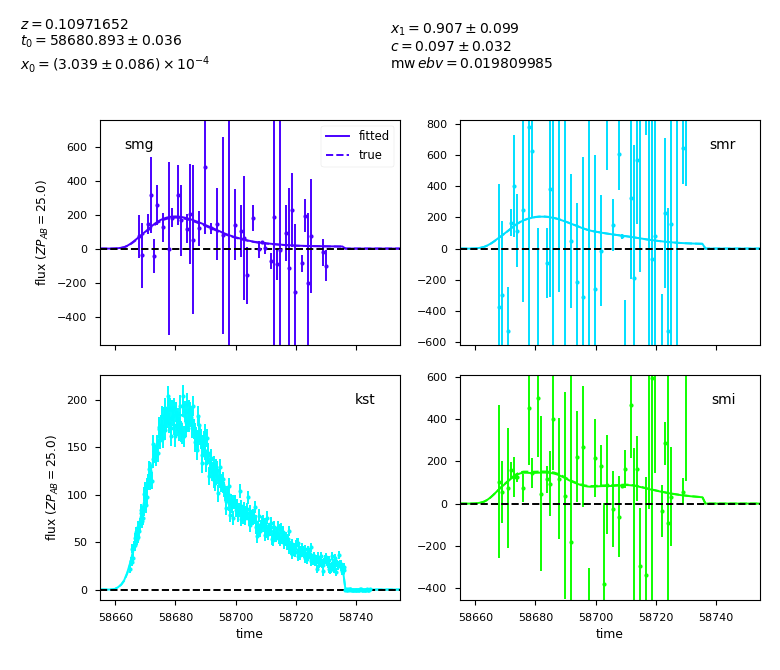 z = 0.10971652
t₀ = 58680.893 ± 0.036
x₀ = (3.039 ± 0.086) × 10⁻⁴
x₁ = 0.907 ± 0.099
c = 0.097 ± 0.032
mw ebv = 0.019809985
smg
fitted
true
600
400
200
0
−200
−400
flux (ZP_AB = 25.0)
smr
800
600
400
200
0
−200
−400
−600
kst
200
150
100
50
0
flux (ZP_AB = 25.0)
58660 58680 58700 58720 58740
time
smi
600
400
200
0
−200
−400
58660 58680 58700 58720 58740
time